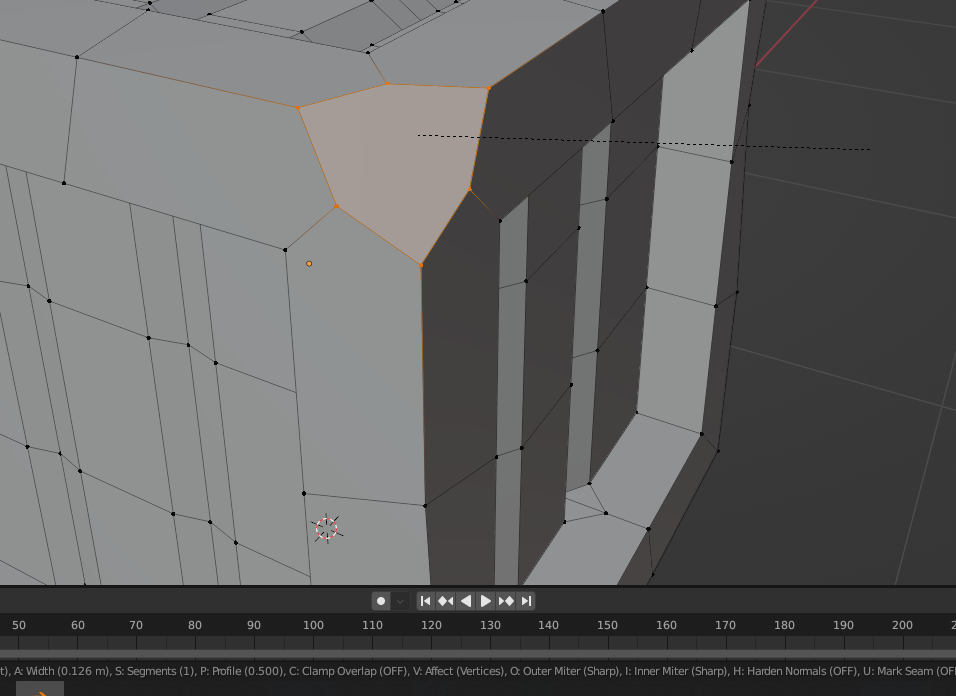 50 60 70 80 90 100 110 120 130 140 150 160 170 180 190 200 2
t), A: Width (0.126 m), S: Segments (1), P: Profile (0.500), C: Clamp Overlap (OFF), V: Affect (Vertices), O: Outer Miter (Sharp), I: Inner Miter (Sharp), H: Harden Normals (OFF), U: Mark Seam (OF